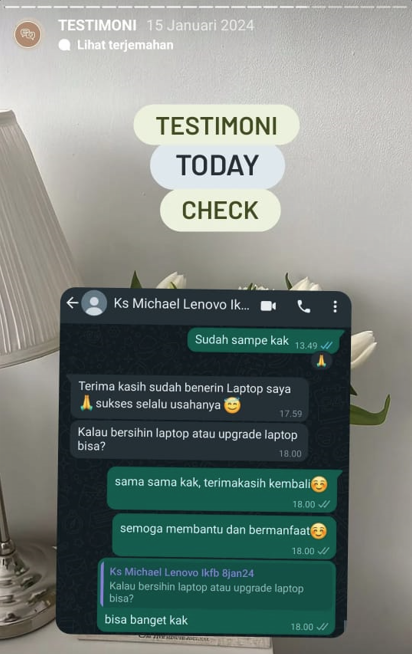 TESTIMONI 15 Januari 2024
Lihat terjemahan
TESTIMONI
TODAY
CHECK
Ks Michael Lenovo Ik...
Sudah sampe kak 13.49
Terima kasih sudah benerin Laptop saya
🙏sukses selalu usahanya 😅
17.59
Kalau bersihin laptop atau upgrade laptop
bisa?
18.00
sama sama kak, terimakasih kembali☺️
18.00
semoga membantu dan bermanfaat☺️
18.00
Ks Michael Lenovo Ikfb 8jan24
Kalau bersihin laptop atau upgrade laptop
bisa?
bisa banget kak 18.00